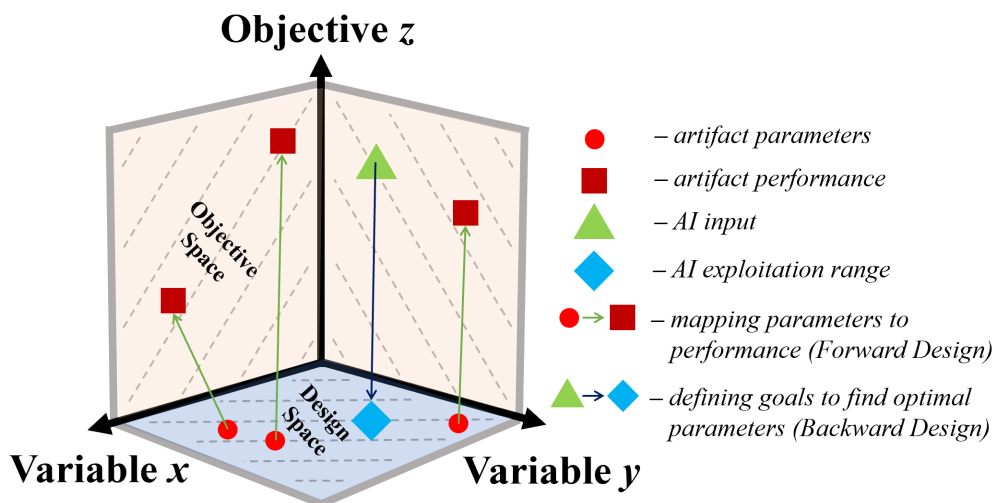 Objective z
Objective
Space
Design
Space
Variable x
Variable y
– artifact parameters
– artifact performance
– AI input
– AI exploitation range
– mapping parameters to
performance (Forward Design)
– defining goals to find optimal
parameters (Backward Design)